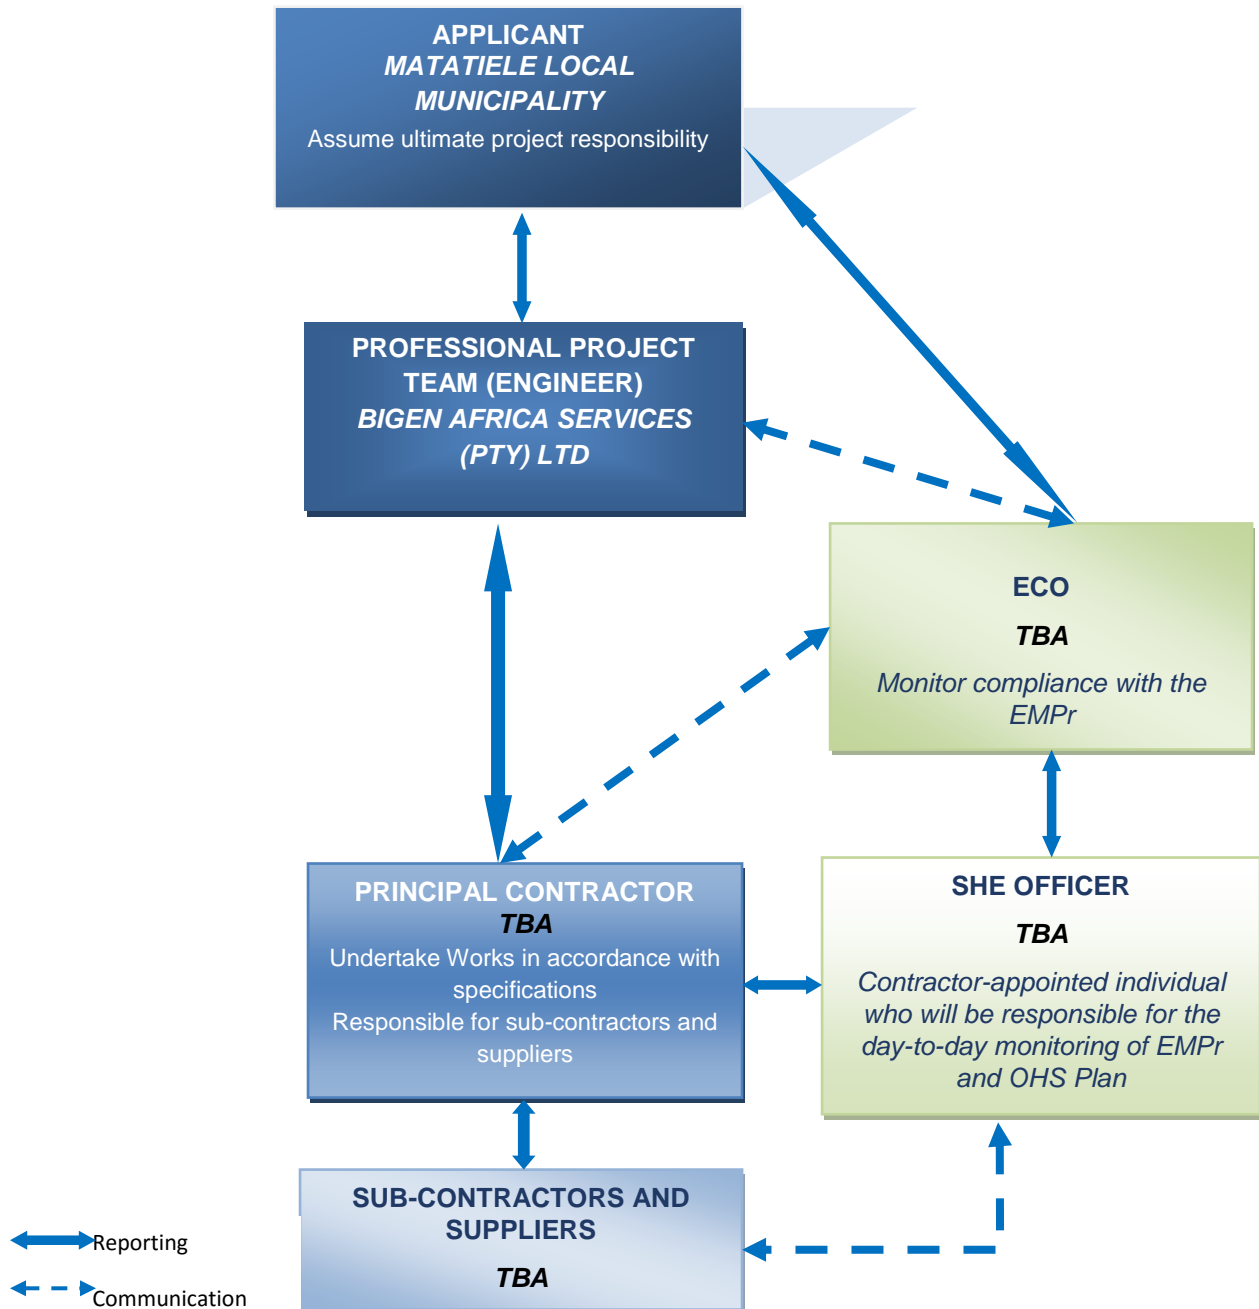 APPLICANT
MATATIELE LOCAL
MUNICIPALITY
Assume ultimate project responsibility
PROFESSIONAL PROJECT
TEAM (ENGINEER)
BIGEN AFRICA SERVICES
(PTY) LTD
ECO
TBA
Monitor compliance with the
EMPr
PRINCIPAL CONTRACTOR
TBA
Undertake Works in accordance with
specifications
Responsible for sub-contractors and
suppliers
SHE OFFICER
TBA
Contractor-appointed individual
who will be responsible for the
day-to-day monitoring of EMPr
and OHS Plan
SUB-CONTRACTORS AND
SUPPLIERS
TBA
Reporting
Communication